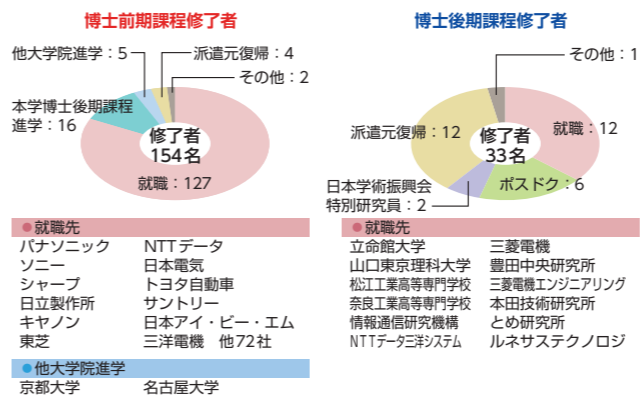 博士前期課程修了者
他大学院進学：5
派遣元復帰：4
その他：2
本学博士後期課程
進学：16
修了者
154名
就職：127
●就職先
パナソニック　NTTデータ
ソニー　日本電気
シャープ　トヨタ自動車
日立製作所　サントリー
キヤノン　日本アイ・ビー・エム
東芝　三洋電機　他72社
●他大学院進学
京都大学　名古屋大学
博士後期課程修了者
その他：1
派遣元復帰：12
修了者
33名
就職：12
日本学術振興会
特別研究員：2
ポスドク：6
●就職先
立命館大学　三菱電機
山口東京理科大学　豊田中央研究所
松江工業高等専門学校　三菱電機エンジニアリング
奈良工業高等専門学校　本田技術研究所
情報通信研究機構　とめ研究所
NTTデータ三洋システム　ルネサステクノロジ